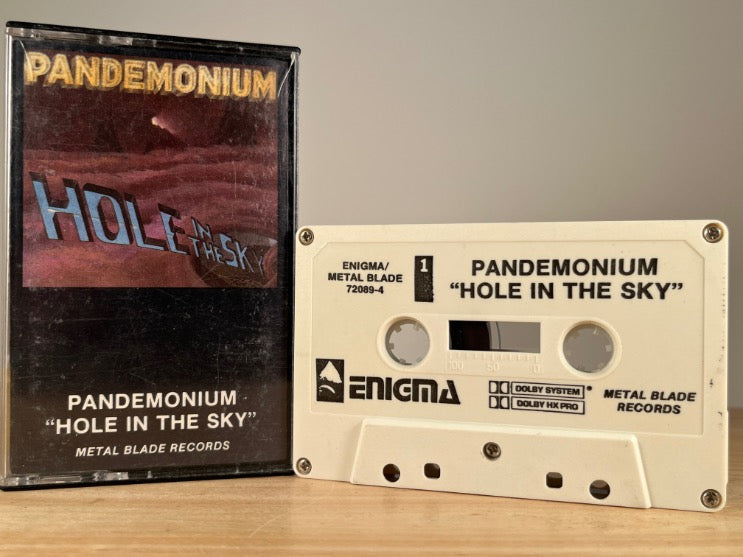 PANDEMONIUM
HOLE IN
THE SKY
PANDEMONIUM
“HOLE IN THE SKY”
METAL BLADE RECORDS
ENIGMA/
METAL BLADE
72089-4
1
PANDEMONIUM
“HOLE IN THE SKY”
100 50 0
ENIGMA
DOLBY SYSTEM®
DOLBY HX PRO
METAL BLADE
RECORDS